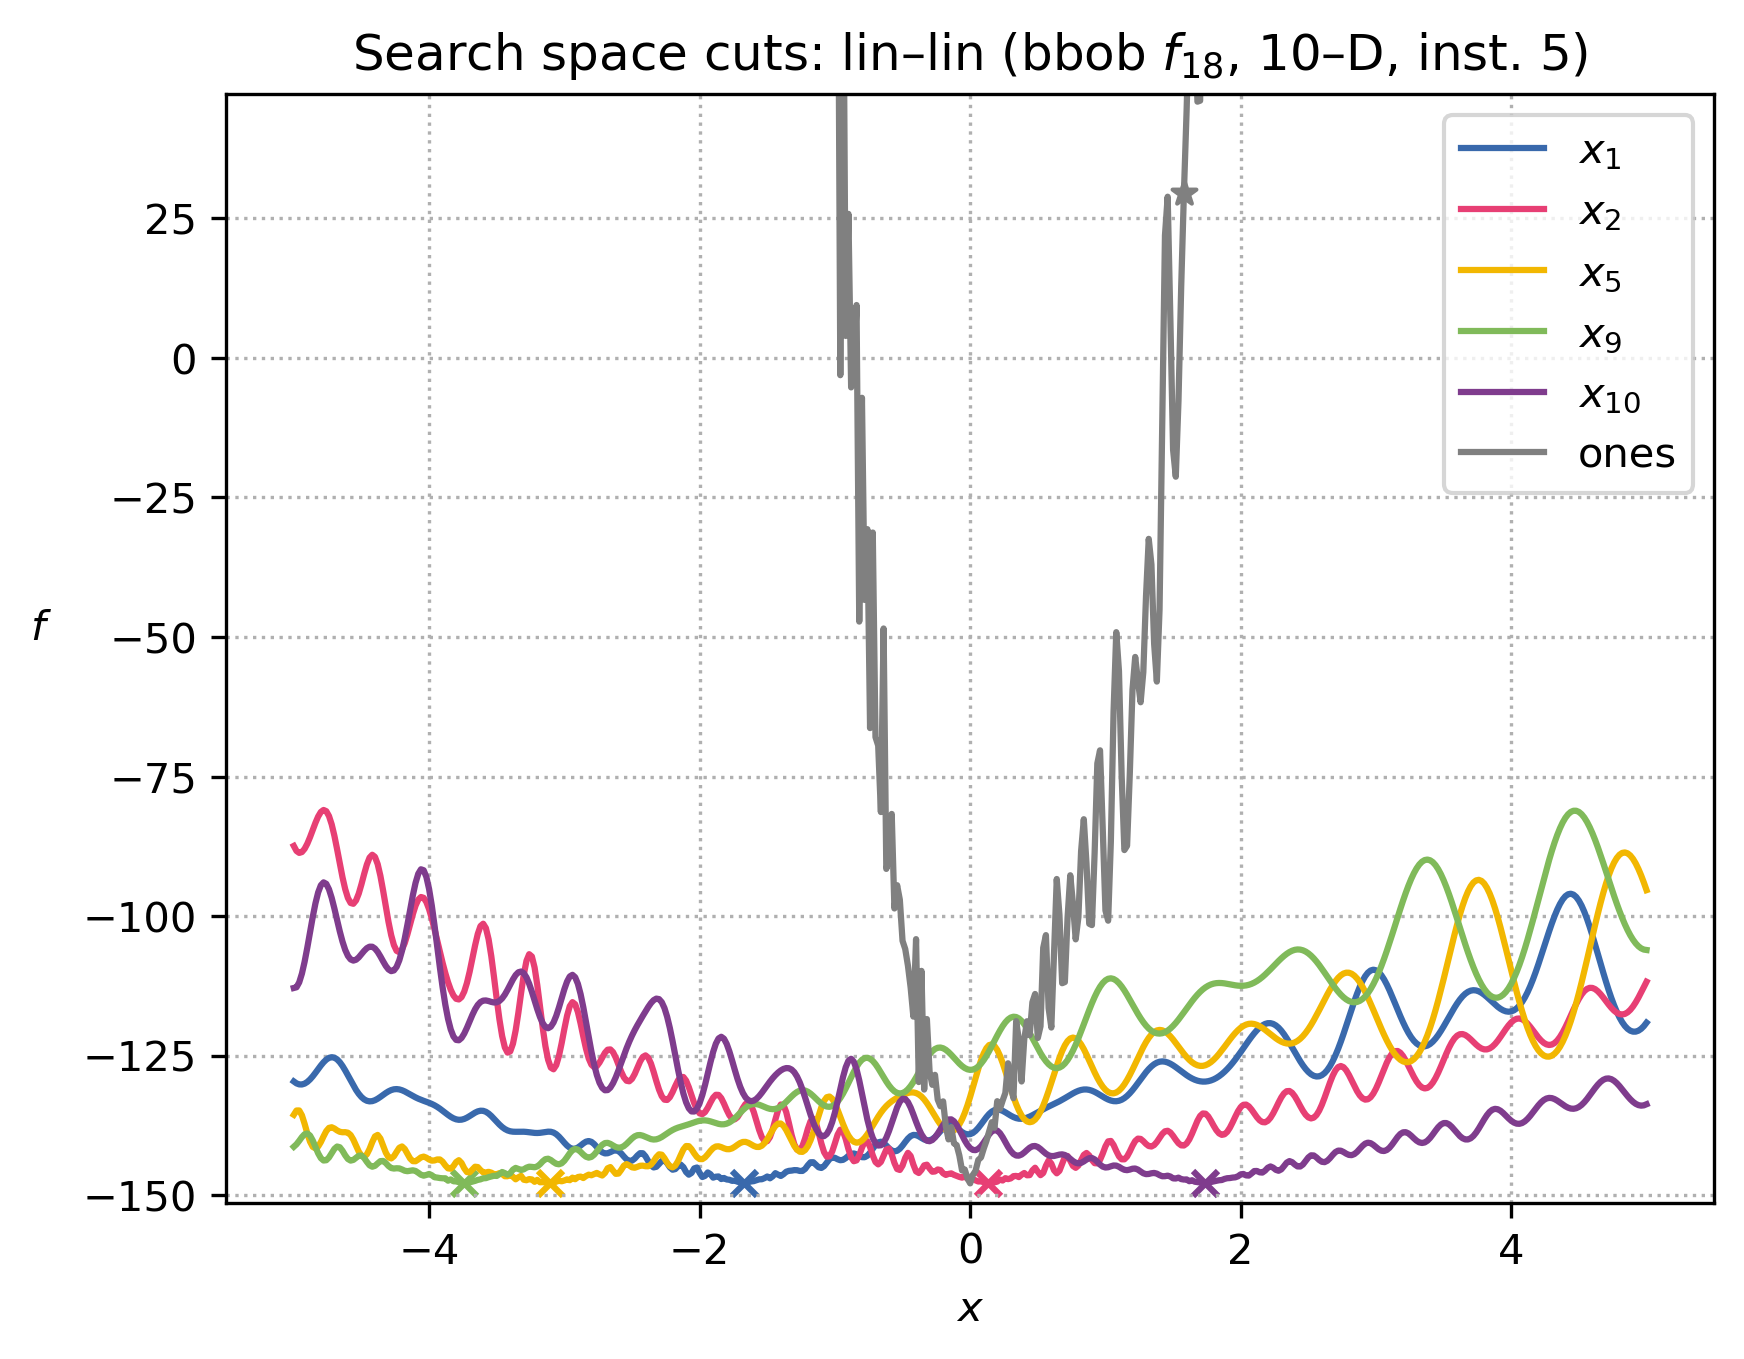 Search space cuts: lin–lin (bbob f₁₈, 10–D, inst. 5)
x₁
x₂
x₅
x₉
x₁₀
ones
25
0
−25
−50
−75
−100
−125
−150
f
−4
−2
0
2
4
x